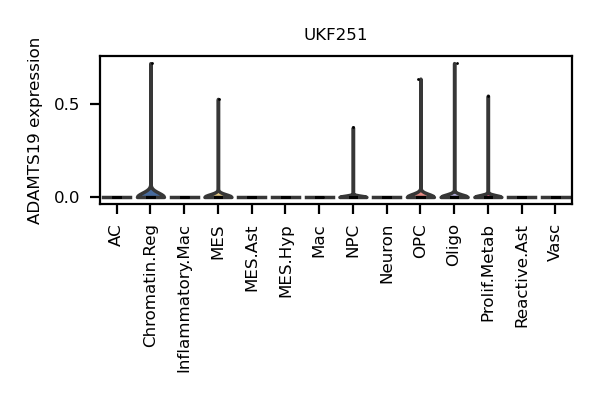 UKF251
ADAMTS19 expression
0.5
0.0
AC
Chromatin.Reg
Inflammatory.Mac
MES
MES.Ast
MES.Hyp
Mac
NPC
Neuron
OPC
Oligo
Prolif.Metab
Reactive.Ast
Vasc